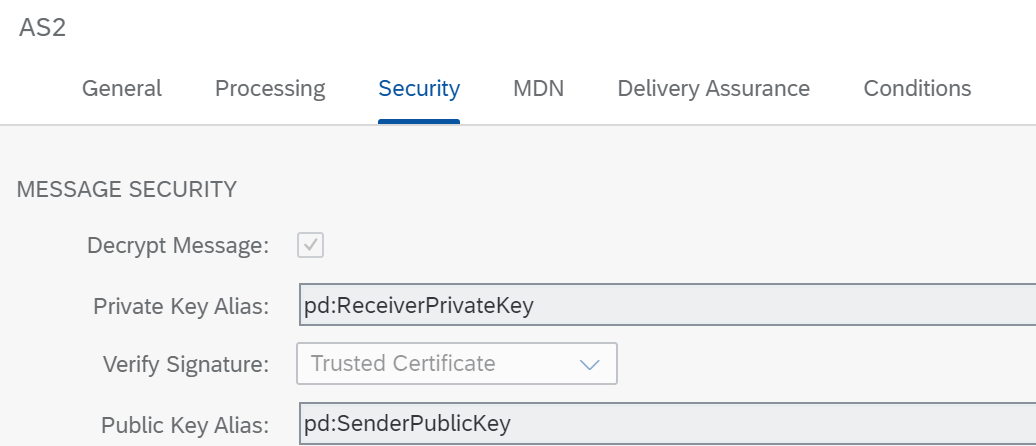 AS2
General Processing Security MDN Delivery Assurance Conditions
MESSAGE SECURITY
Decrypt Message:
Private Key Alias: pd:ReceiverPrivateKey
Verify Signature: Trusted Certificate
Public Key Alias: pd:SenderPublicKey